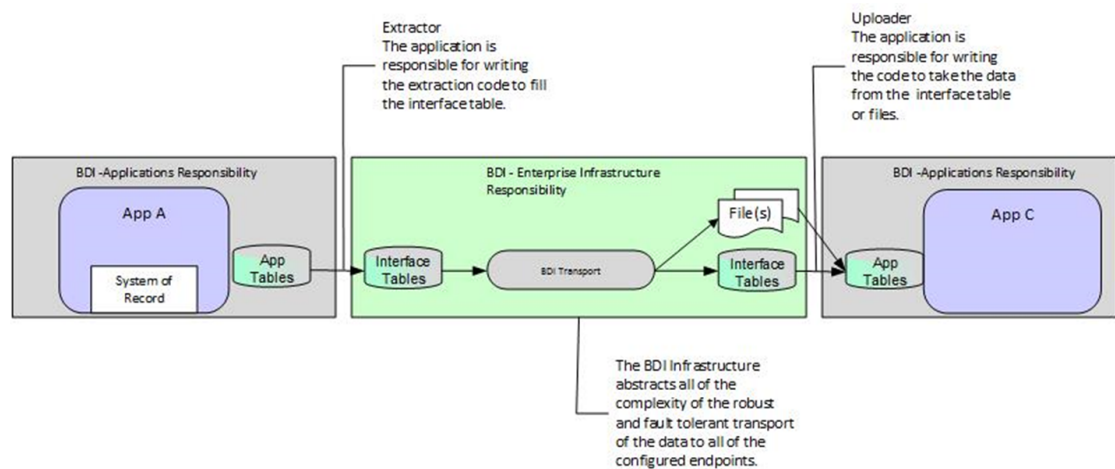 Extractor
The application is
responsible for writing
the extraction code to fill
the interface table.
Uploader
The application is
responsible for writing
the code to take the data
from the interface table
or files.
BDI -Applications Responsibility
App A
System of
Record
App
Tables
BDI - Enterprise Infrastructure
Responsibility
Interface
Tables
BDI Transport
File(s)
Interface
Tables
BDI -Applications Responsibility
App
Tables
App C
The BDI Infrastructure
abstracts all of the
complexity of the robust
and fault tolerant transport
of the data to all of the
configured endpoints.